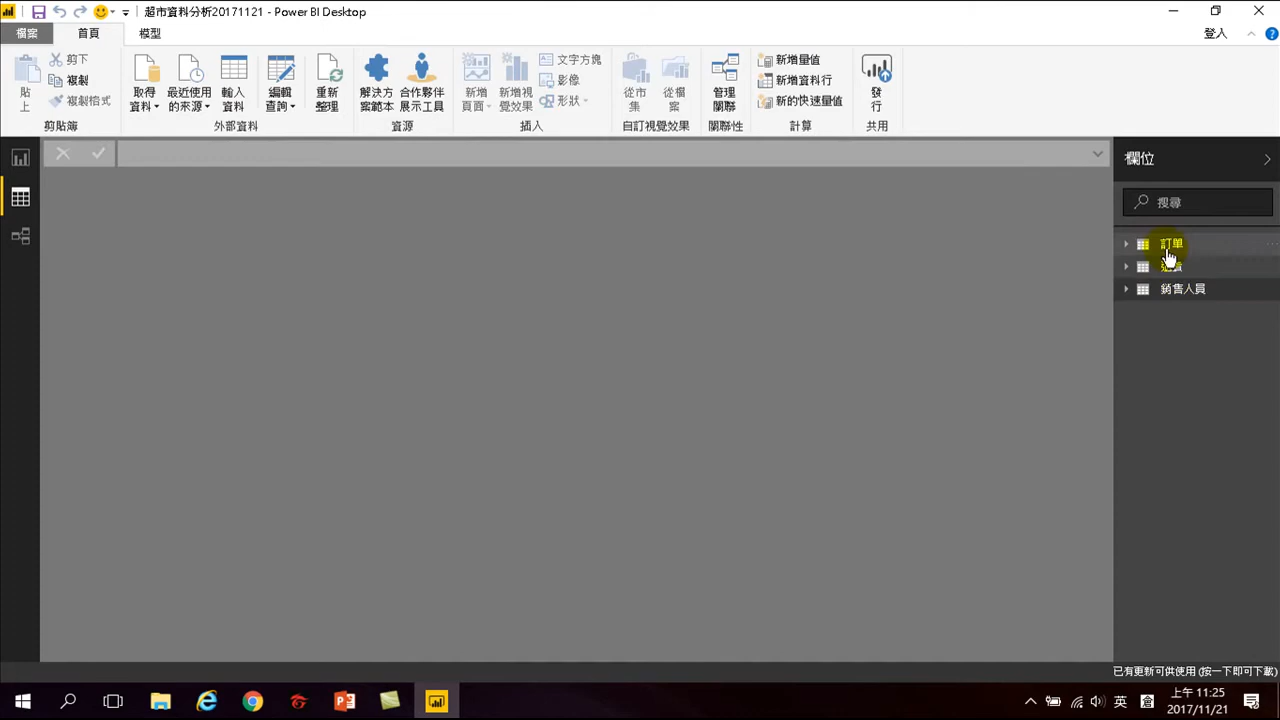 超市資料分析20171121 - Power BI Desktop
檔案 首頁 模型 登入
貼上
剪下
複製
複製格式
剪貼簿
取得資料
最近使用的來源
輸入資料
編輯查詢
重新整理
外部資料
解決方案範本
合作夥伴展示工具
資源
新增頁面
新增視覺效果
文字方塊
影像
形狀
插入
從市集
從檔案
自訂視覺效果
管理關聯
關聯性
新增量值
新增資料行
新的快速量值
計算
發行
共用
欄位
搜尋
訂單
銷售人員
已有更新可供使用 (按一下即可下載)
英
上午 11:25
2017/11/21